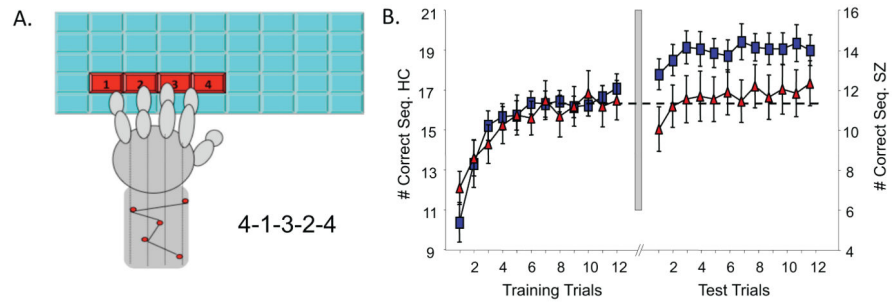 A.
1 2 3 4
4-1-3-2-4
B.
# Correct Seq. HC
21
19
17
15
13
11
9
2 4 6 8 10 12
Training Trials
2 4 6 8 10 12
Test Trials
16
14
12
10
8
6
4
# Correct Seq. SZ